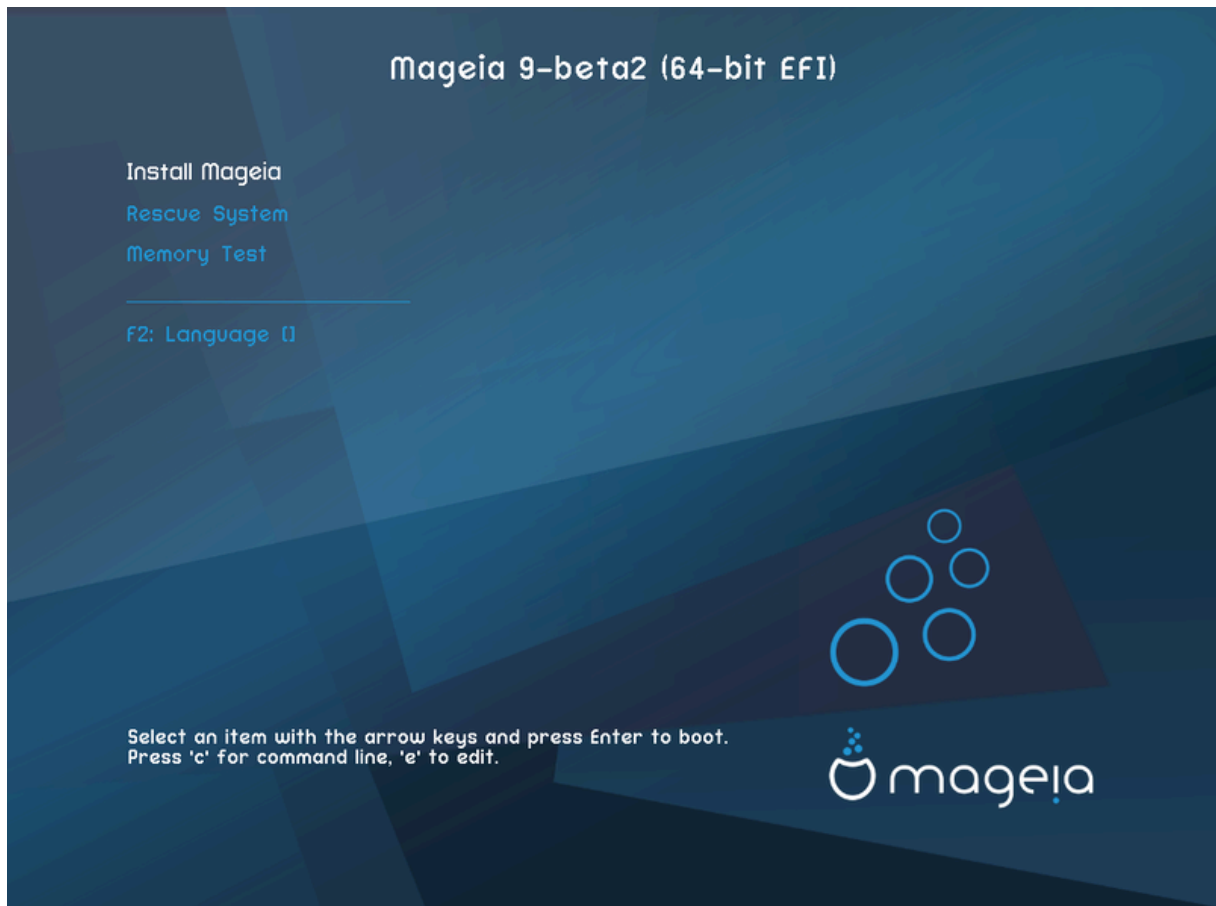 Mageia 9-beta2 (64-bit EFI)
Install Mageia
Rescue System
Memory Test
F2: Language []
Select an item with the arrow keys and press Enter to boot.
Press 'c' for command line, 'e' to edit.
mageia